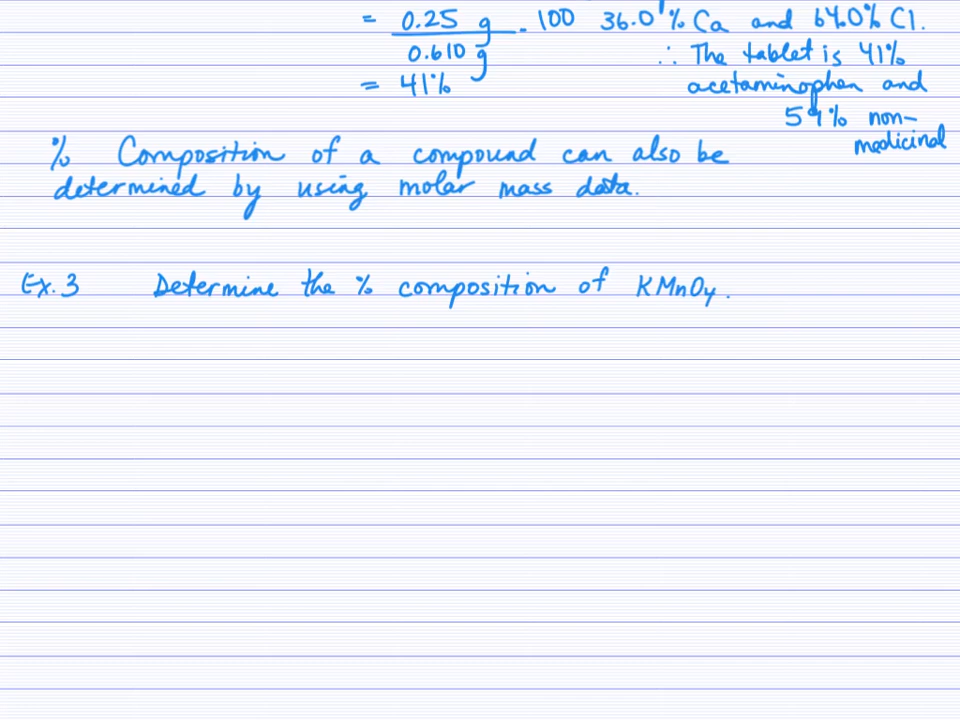 = 0.25 g . 100 36.0 % Ca and 64.0% Cl.
0.610 g ∴ The tablet is 41%
= 41% acetaminophen and
59% non-
medicinal
% Composition of a compound can also be
determined by using molar mass data.
Ex. 3 Determine the % composition of KMnO4.